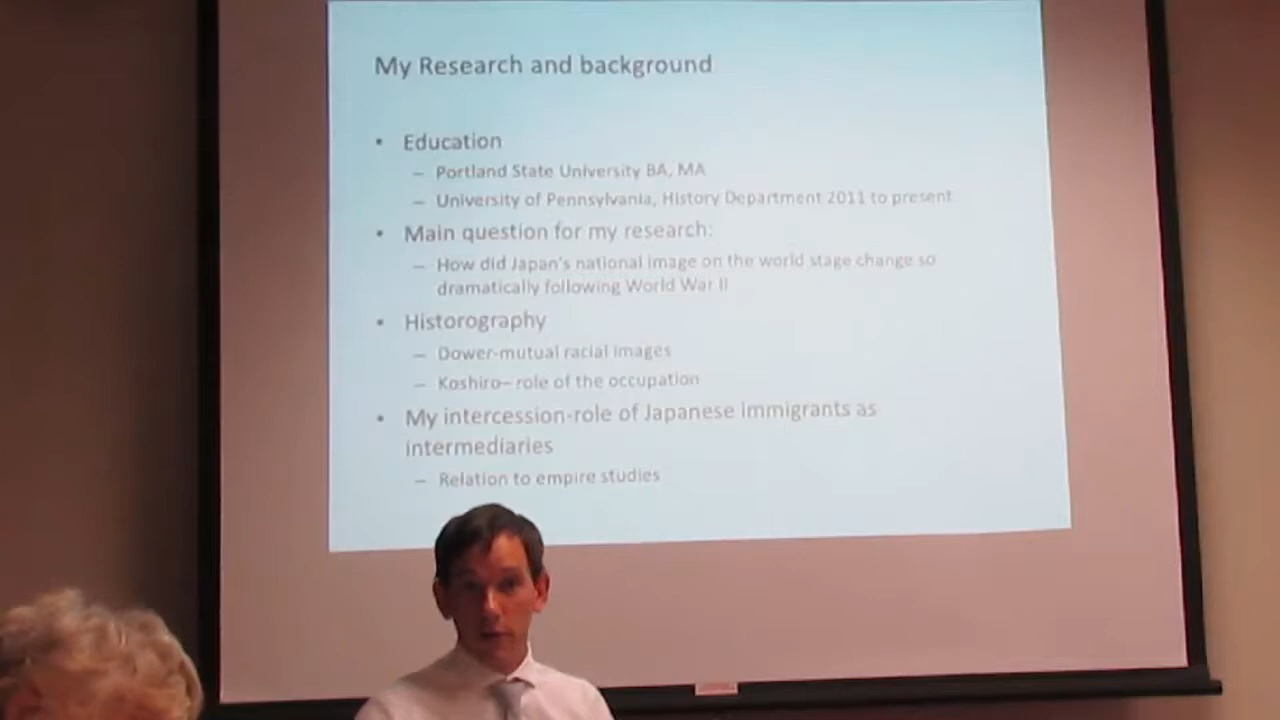 My Research and background
• Education
– Portland State University BA, MA
– University of Pennsylvania, History Department 2011 to present
• Main question for my research:
– How did Japan's national image on the world stage change so
dramatically following World War II
• Historography
– Dower-mutual racial images
– Koshiro– role of the occupation
• My intercession-role of Japanese immigrants as
intermediaries
– Relation to empire studies